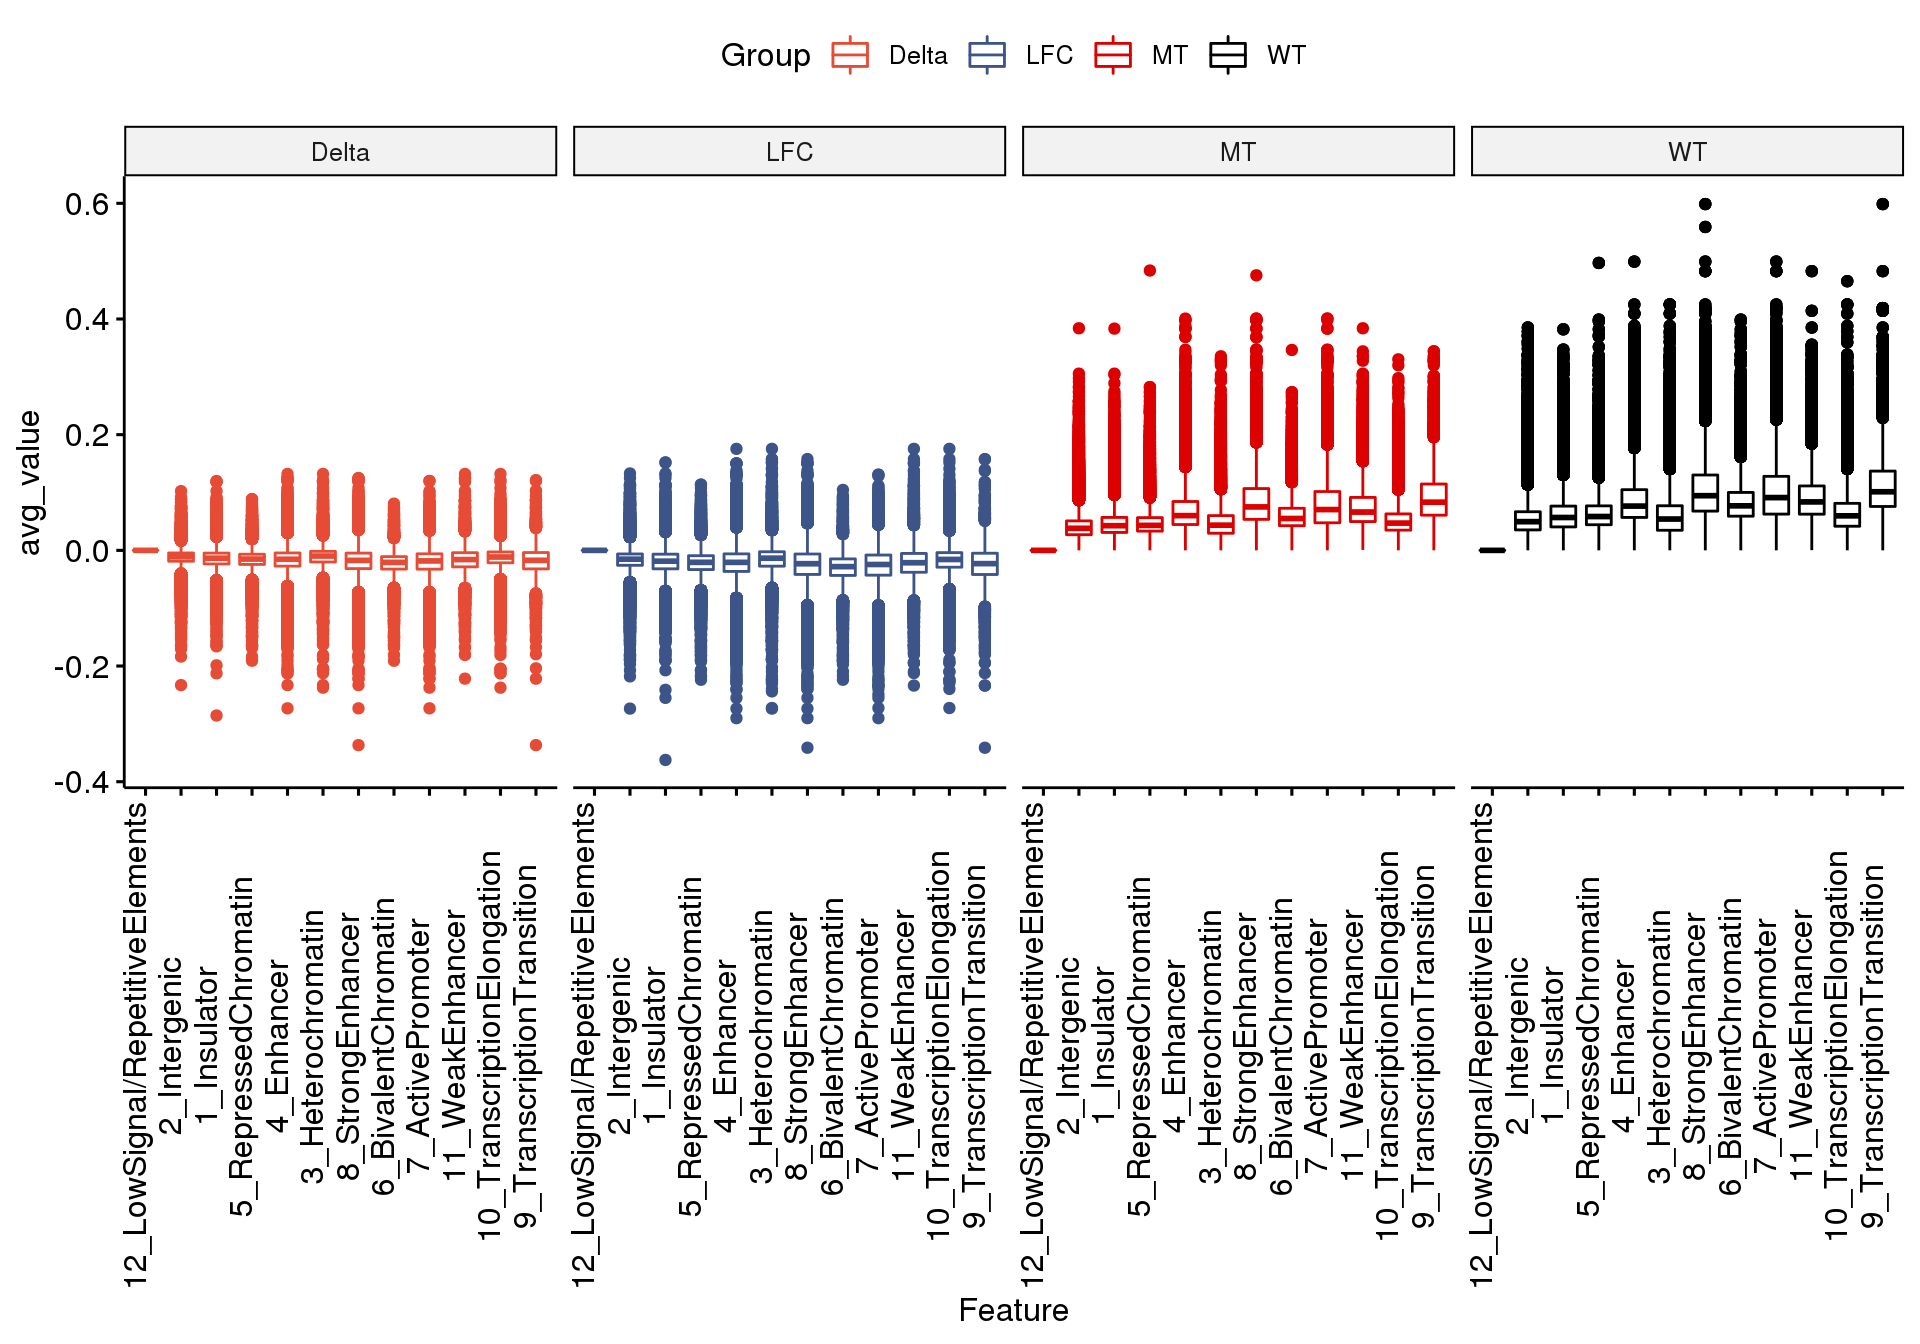 Group Delta LFC MT WT
Delta LFC MT WT
avg_value
0.6
0.4
0.2
0.0
-0.2
-0.4
12_LowSignal/RepetitiveElements
2_Intergenic
1_Insulator
5_RepressedChromatin
4_Enhancer
3_Heterochromatin
8_StrongEnhancer
6_BivalentChromatin
7_ActivePromoter
11_WeakEnhancer
10_TranscriptionElongation
9_TranscriptionTransition
12_LowSignal/RepetitiveElements
2_Intergenic
1_Insulator
5_RepressedChromatin
4_Enhancer
3_Heterochromatin
8_StrongEnhancer
6_BivalentChromatin
7_ActivePromoter
11_WeakEnhancer
10_TranscriptionElongation
9_TranscriptionTransition
12_LowSignal/RepetitiveElements
2_Intergenic
1_Insulator
5_RepressedChromatin
4_Enhancer
3_Heterochromatin
8_StrongEnhancer
6_BivalentChromatin
7_ActivePromoter
11_WeakEnhancer
10_TranscriptionElongation
9_TranscriptionTransition
12_LowSignal/RepetitiveElements
2_Intergenic
1_Insulator
5_RepressedChromatin
4_Enhancer
3_Heterochromatin
8_StrongEnhancer
6_BivalentChromatin
7_ActivePromoter
11_WeakEnhancer
10_TranscriptionElongation
9_TranscriptionTransition
Feature